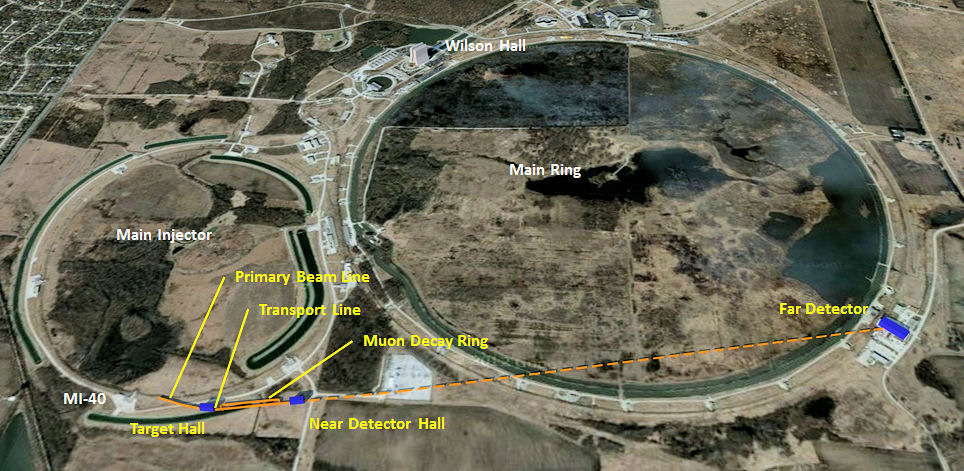 Wilson Hall
Main Ring
Main Injector
Primary Beam Line
Transport Line
Far Detector
Muon Decay Ring
MI-40
Target Hall
Near Detector Hall